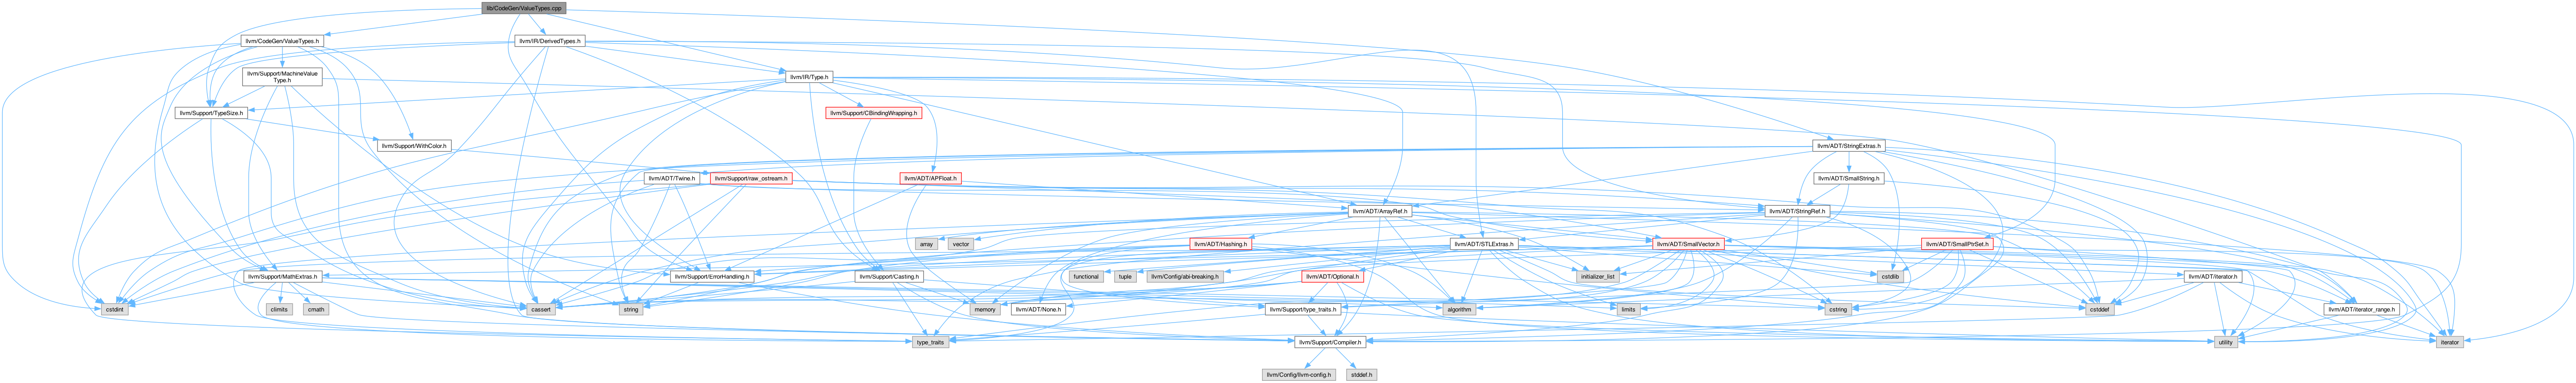 lib/CodeGen/ValueTypes.cpp
llvm/CodeGen/ValueTypes.h
llvm/IR/DerivedTypes.h
llvm/Support/MachineValue
Type.h
llvm/IR/Type.h
llvm/Support/TypeSize.h
llvm/Support/CBindingWrapping.h
llvm/Support/WithColor.h
llvm/ADT/StringExtras.h
llvm/ADT/Twine.h
llvm/Support/raw_ostream.h
llvm/ADT/APFloat.h
llvm/ADT/SmallString.h
llvm/ADT/ArrayRef.h
llvm/ADT/StringRef.h
array
vector
llvm/ADT/Hashing.h
llvm/ADT/STLExtras.h
llvm/ADT/SmallVector.h
llvm/ADT/SmallPtrSet.h
llvm/Support/MathExtras.h
llvm/Support/ErrorHandling.h
llvm/Support/Casting.h
functional
tuple
llvm/Config/abi-breaking.h
llvm/ADT/Optional.h
initializer_list
cstdlib
llvm/ADT/iterator.h
cstdint
climits
cmath
cassert
string
memory
llvm/ADT/None.h
algorithm
llvm/Support/type_traits.h
limits
cstring
cstddef
llvm/ADT/iterator_range.h
type_traits
llvm/Support/Compiler.h
utility
iterator
llvm/Config/llvm-config.h
stddef.h